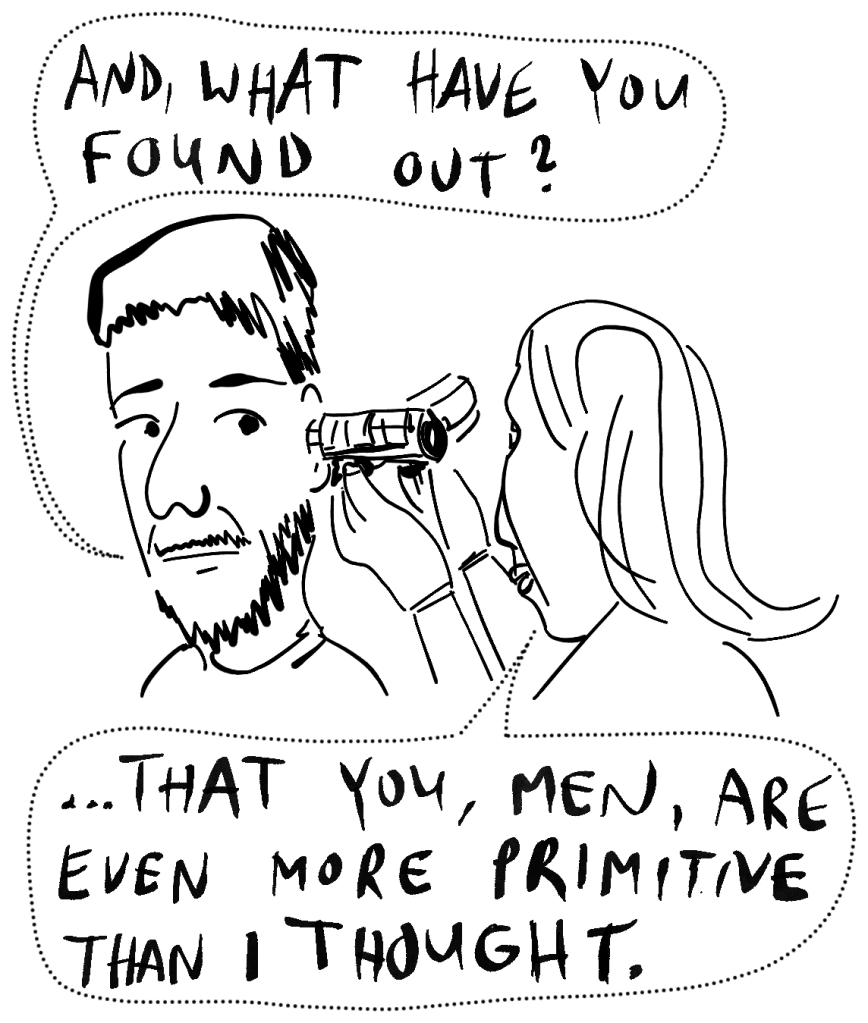 AND, WHAT HAVE YOU
FOUND OUT?
...THAT YOU, MEN, ARE
EVEN MORE PRIMITIVE
THAN I THOUGHT.